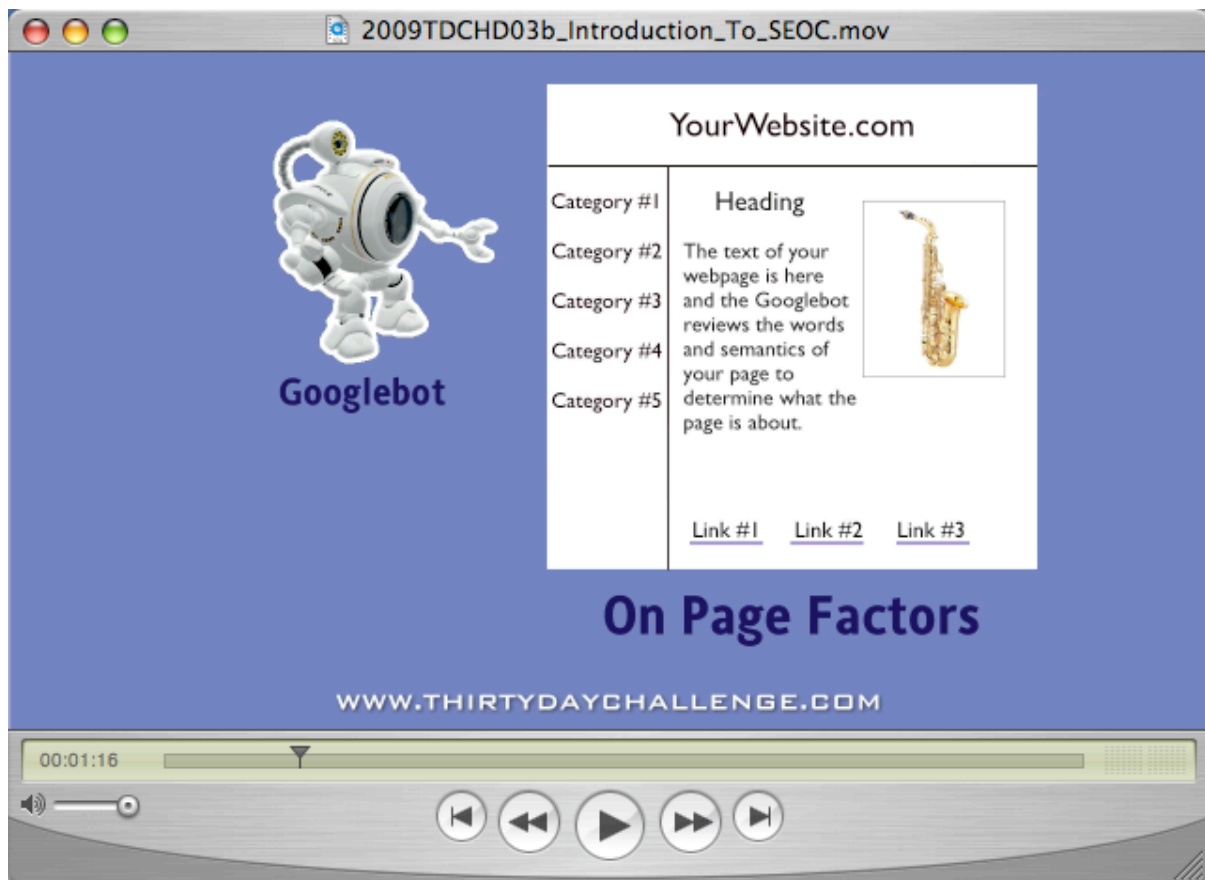 2009TDCHD03b_Introduction_To_SEOC.mov
YourWebsite.com
Category #1
Category #2
Category #3
Category #4
Category #5
Heading
The text of your
webpage is here
and the Googlebot
reviews the words
and semantics of
your page to
determine what the
page is about.
Link #1 Link #2 Link #3
Googlebot
On Page Factors
WWW.THIRTYDAYCHALLENGE.COM
00:01:16